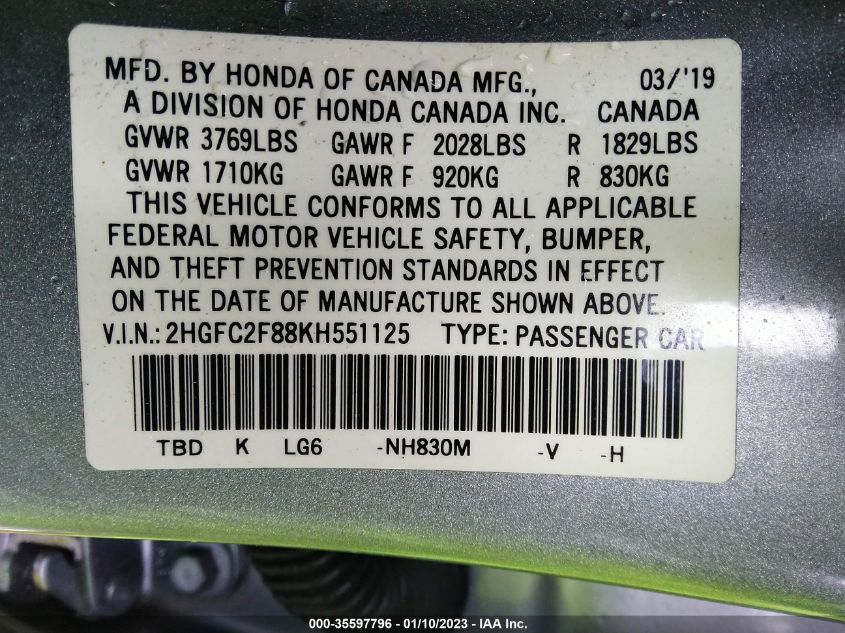 MFD. BY HONDA OF CANADA MFG., 03/'19
A DIVISION OF HONDA CANADA INC. CANADA
GVWR 3769LBS GAWR F 2028LBS R 1829LBS
GVWR 1710KG GAWR F 920KG R 830KG
THIS VEHICLE CONFORMS TO ALL APPLICABLE
FEDERAL MOTOR VEHICLE SAFETY, BUMPER,
AND THEFT PREVENTION STANDARDS IN EFFECT
ON THE DATE OF MANUFACTURE SHOWN ABOVE.
V.I.N.: 2HGFC2F88KH551125 TYPE: PASSENGER CAR
TBD K LG6 -NH830M -V -H
000-35597796 - 01/10/2023 - IAA Inc.